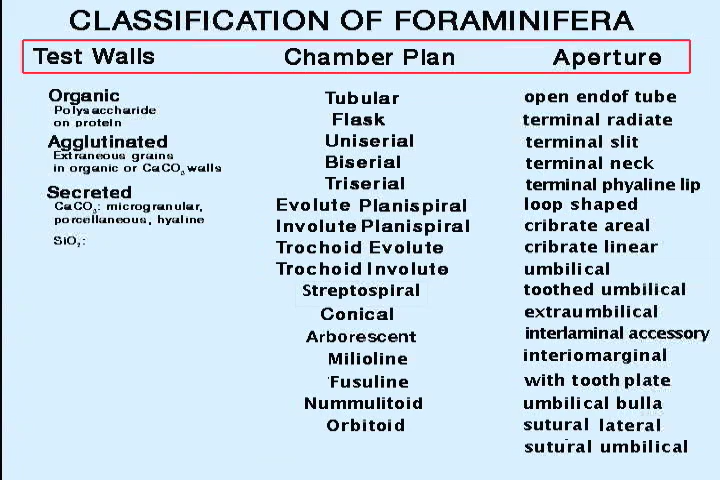 CLASSIFICATION OF FORAMINIFERA
Test Walls
Chamber Plan
Aperture
Organic
Polysaccharide
on protein
Agglutinated
Extraneous grains
in organic or CaCO₃ walls
Secreted
CaCO₃: microgranular,
porcellaneous, hyaline
SiO₂:
Tubular
Flask
Uniserial
Biserial
Triserial
Evolute Planispiral
Involute Planispiral
Trochoid Evolute
Trochoid Involute
Streptospiral
Conical
Arborescent
Milioline
Fusuline
Nummulitoid
Orbitoid
open endof tube
terminal radiate
terminal slit
terminal neck
terminal phyaline lip
loop shaped
cribrate areal
cribrate linear
umbilical
toothed umbilical
extraumbilical
interlaminal accessory
interiomarginal
with tooth plate
umbilical bulla
sutural lateral
sutural umbilical